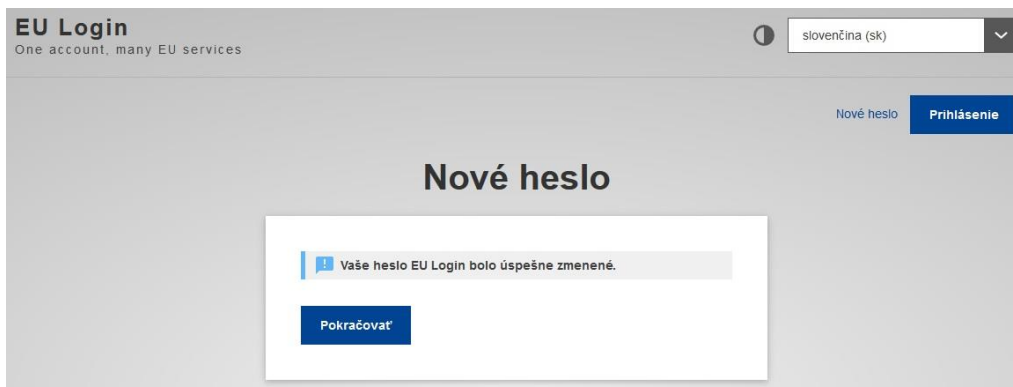 EU Login
One account, many EU services
slovenčina (sk)
Nové heslo
Prihlásenie
Nové heslo
Vaše heslo EU Login bolo úspešne zmenené.
Pokračovať